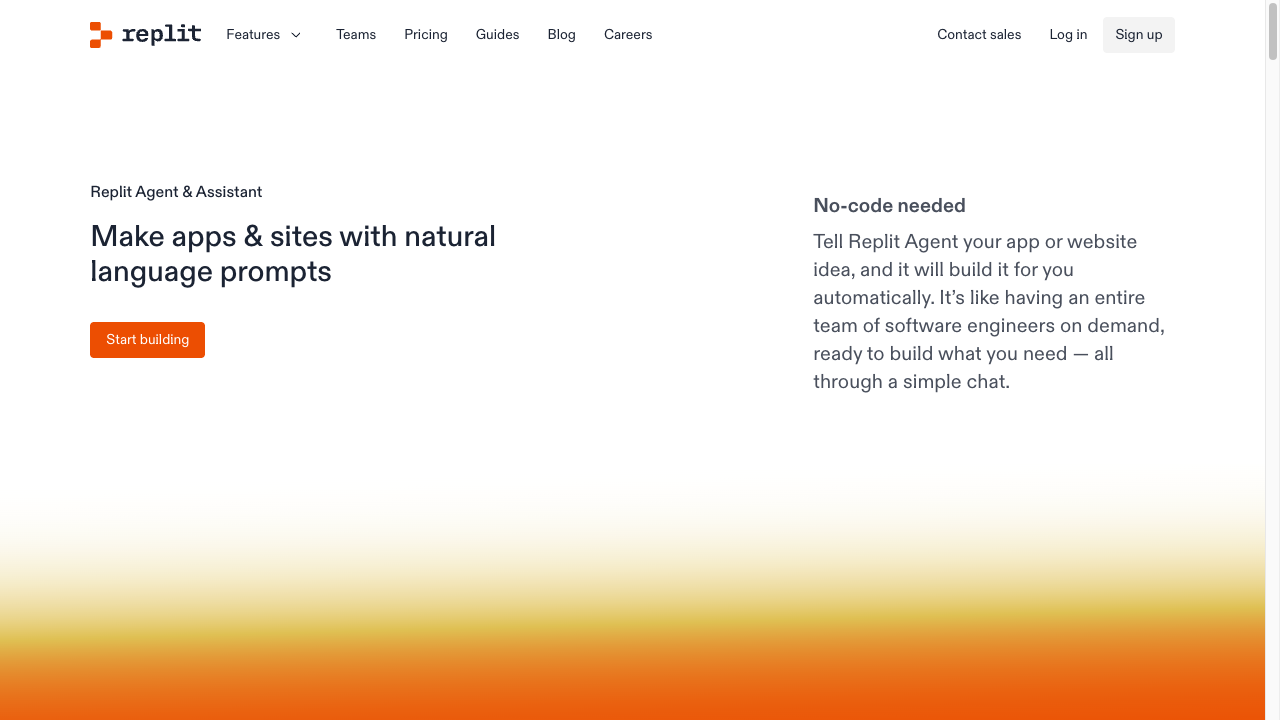 replit
Features
Teams
Pricing
Guides
Blog
Careers
Contact sales
Log in
Sign up
Replit Agent & Assistant
Make apps & sites with natural
language prompts
Start building
No-code needed
Tell Replit Agent your app or website
idea, and it will build it for you
automatically. It’s like having an entire
team of software engineers on demand,
ready to build what you need — all
through a simple chat.